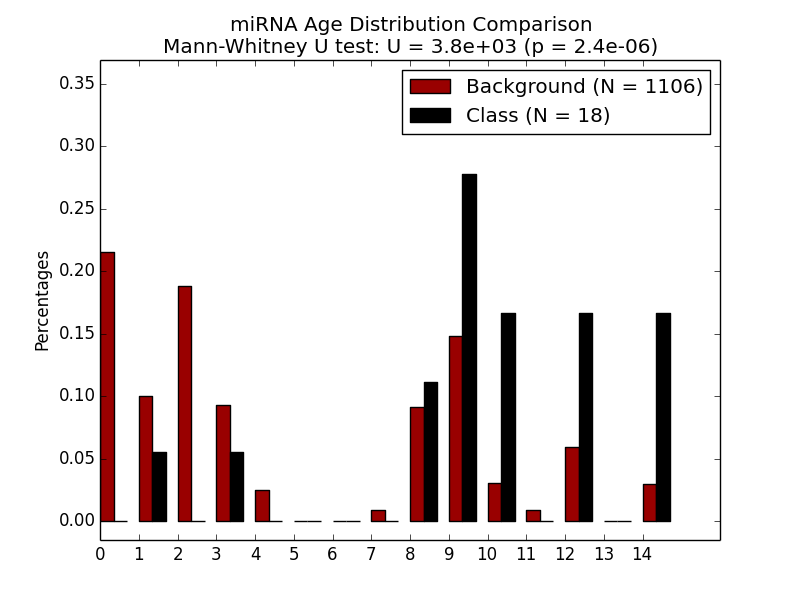 miRNA Age Distribution Comparison
Mann-Whitney U test: U = 3.8e+03 (p = 2.4e-06)
Background (N = 1106)
Class (N = 18)
Percentages
0.35
0.30
0.25
0.20
0.15
0.10
0.05
0.00
0 1 2 3 4 5 6 7 8 9 10 11 12 13 14